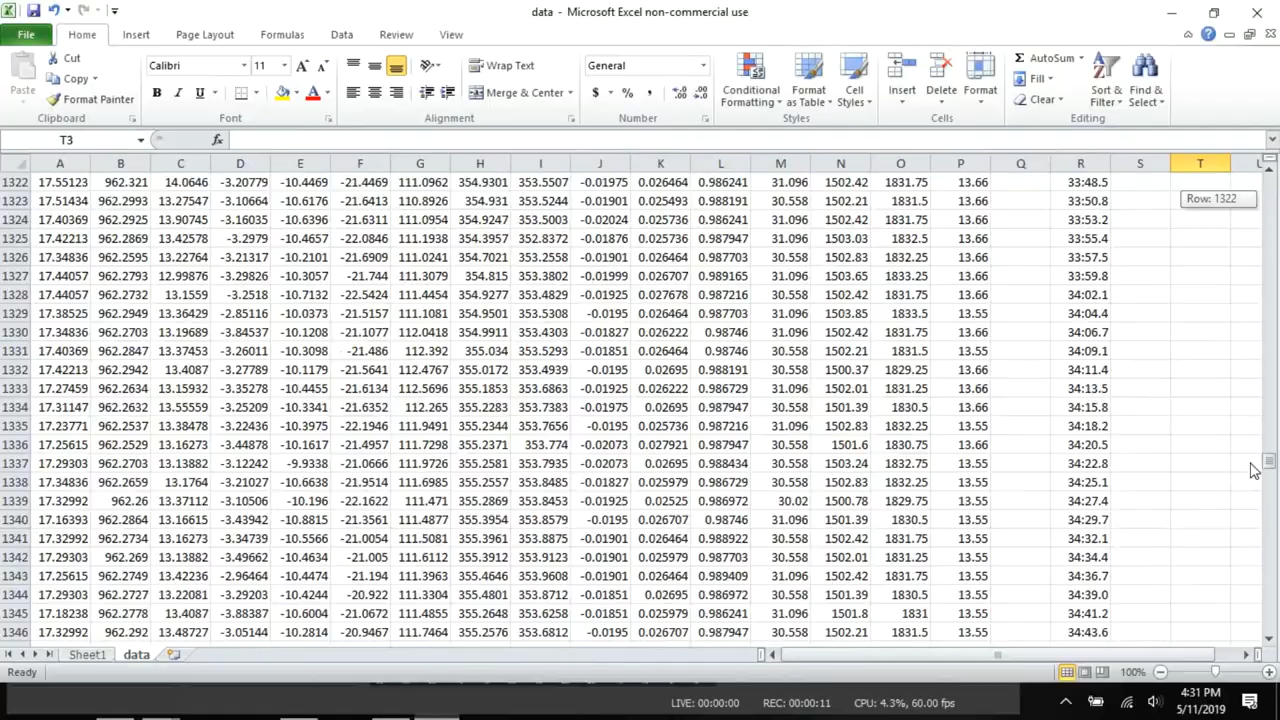 data - Microsoft Excel non-commercial use
File Home Insert Page Layout Formulas Data Review View
Paste
Cut
Copy
Format Painter
Clipboard
Calibri 11 A A
B I U A
Font
Wrap Text
Merge & Center
Alignment
General
$ % , .0 .00 .00 .0
Number
Conditional Formatting
Format as Table
Cell Styles
Styles
Insert Delete Format
Cells
Σ AutoSum
Fill
Clear
Sort & Filter
Find & Select
Editing
T3 fx
A B C D E F G H I J K L M N O P Q R S T U
1322 17.55123 962.321 14.0646 -3.20779 -10.4469 -21.4469 111.0962 354.9301 353.5507 -0.01975 0.026464 0.986241 31.096 1502.42 1831.75 13.66 33:48.5
1323 17.51434 962.2993 13.27547 -3.10664 -10.6176 -21.6413 110.8926 354.931 353.5244 -0.01951 0.025493 0.988191 30.558 1502.21 1831.5 13.66 33:50.8
Row: 1322
1324 17.40369 962.2925 13.90745 -3.16035 -10.6396 -21.6439 111.0954 354.9247 353.5003 -0.02024 0.025736 0.987216 31.096 1502.21 1831.5 13.66 33:53.2
1325 17.42213 962.2869 13.42578 -3.2979 -10.4657 -22.0846 111.1938 354.3957 352.8372 -0.01876 0.025736 0.987947 31.096 1503.03 1832.5 13.66 33:55.4
1326 17.34836 962.2595 13.22764 -3.21317 -10.2101 -21.6909 111.0241 354.7021 353.2558 -0.01901 0.026464 0.987703 30.558 1502.83 1832.25 13.66 33:57.5
1327 17.44057 962.2732 12.99876 -3.29826 -10.3057 -21.744 111.3079 354.815 353.3802 -0.01999 0.026707 0.989165 31.096 1503.65 1833.25 13.66 33:59.8
1328 17.44057 962.2732 13.1559 -3.2518 -10.7132 -22.5424 111.4454 354.9277 353.4829 -0.01925 0.027678 0.987216 30.558 1502.42 1831.75 13.66 34:02.1
1329 17.38525 962.2949 13.36429 -2.85116 -10.0373 -21.5157 111.1081 354.9501 353.5308 -0.0195 0.026464 0.987703 30.558 1503.85 1833.5 13.66 34:04.4
1330 17.34836 962.2703 13.19689 -3.84537 -10.1208 -21.1077 112.0418 354.9911 353.4303 -0.01827 0.026222 0.98746 31.096 1502.42 1831.75 13.66 34:06.7
1331 17.40369 962.2847 13.37453 -3.26011 -10.3098 -21.486 112.392 355.034 353.5293 -0.01851 0.026464 0.98746 31.096 1502.21 1831.5 13.55 34:09.1
1332 17.42213 962.2942 13.4087 -3.27789 -10.1179 -21.5641 112.4767 355.0172 353.4939 -0.0195 0.02695 0.988191 30.558 1500.37 1829.25 13.66 34:11.4
1333 17.27459 962.2634 13.15932 -3.35278 -10.4455 -21.6134 112.5696 355.1853 353.6863 -0.01925 0.026222 0.986729 30.558 1502.01 1831.25 13.66 34:13.5
1334 17.31147 962.2632 13.55559 -3.25209 -10.3341 -21.6352 112.265 355.2283 353.7383 -0.01975 0.02695 0.987947 30.558 1501.39 1830.5 13.66 34:15.8
1335 17.23771 962.2537 13.38478 -3.22436 -10.3975 -22.1946 111.9491 355.2344 353.7656 -0.0195 0.025736 0.987216 30.558 1502.83 1832.25 13.55 34:18.2
1336 17.25615 962.2529 13.16273 -3.44878 -10.1617 -21.4957 111.7298 355.2371 353.774 -0.02073 0.027921 0.987947 30.558 1501.6 1830.75 13.66 34:20.5
1337 17.29303 962.2703 13.13882 -3.12242 -9.9338 -21.0666 111.9726 355.2581 353.7935 -0.02073 0.02695 0.988434 30.558 1503.24 1832.75 13.55 34:22.8
1338 17.34836 962.2659 13.1764 -3.21027 -10.6638 -21.9514 111.6985 355.2557 353.8485 -0.01827 0.02695 0.986729 30.558 1502.83 1832.25 13.55 34:25.1
1339 17.32992 962.26 13.37112 -3.10506 -10.196 -22.1622 111.471 355.2869 353.8453 -0.01925 0.02525 0.986972 30.02 1500.78 1829.75 13.55 34:27.4
1340 17.16393 962.2864 13.16615 -3.43942 -10.8815 -21.3561 111.4877 355.3954 353.8579 -0.0195 0.026707 0.98746 31.096 1501.39 1830.5 13.55 34:29.7
1341 17.32992 962.2734 13.16273 -3.34739 -10.5566 -21.0054 111.5081 355.3961 353.8875 -0.01901 0.026464 0.988922 31.096 1501.39 1830.5 13.55 34:32.1
1342 17.29303 962.269 13.13882 -3.49662 -10.4634 -21.005 111.6112 355.3912 353.9243 -0.01901 0.025979 0.987703 30.558 1502.01 1831.25 13.55 34:34.4
1343 17.25615 962.2749 13.42236 -2.96464 -10.4474 -21.194 111.3963 355.4646 353.9608 -0.01901 0.026464 0.989409 31.096 1502.42 1831.75 13.55 34:36.7
1344 17.29303 962.2727 13.22081 -3.29001 -10.4244 -20.922 111.3304 355.4801 353.8712 -0.01851 0.026464 0.986972 30.558 1501.39 1830.5 13.55 34:39.0
1345 17.18238 962.2778 13.4087 -3.88387 -10.6004 -21.0672 111.4855 355.2648 353.6258 -0.01851 0.025979 0.986241 31.096 1501.8 1831 13.55 34:41.2
1346 17.32992 962.292 13.48727 -3.05144 -10.2814 -20.9467 111.7464 355.2576 353.6812 -0.0195 0.026707 0.987947 30.558 1502.21 1831.5 13.55 34:43.6
Sheet1 data
Ready 100%
LIVE: 00:00:00 REC: 00:00:11 CPU: 4.3%, 60.00 fps
4:31 PM
5/11/2019